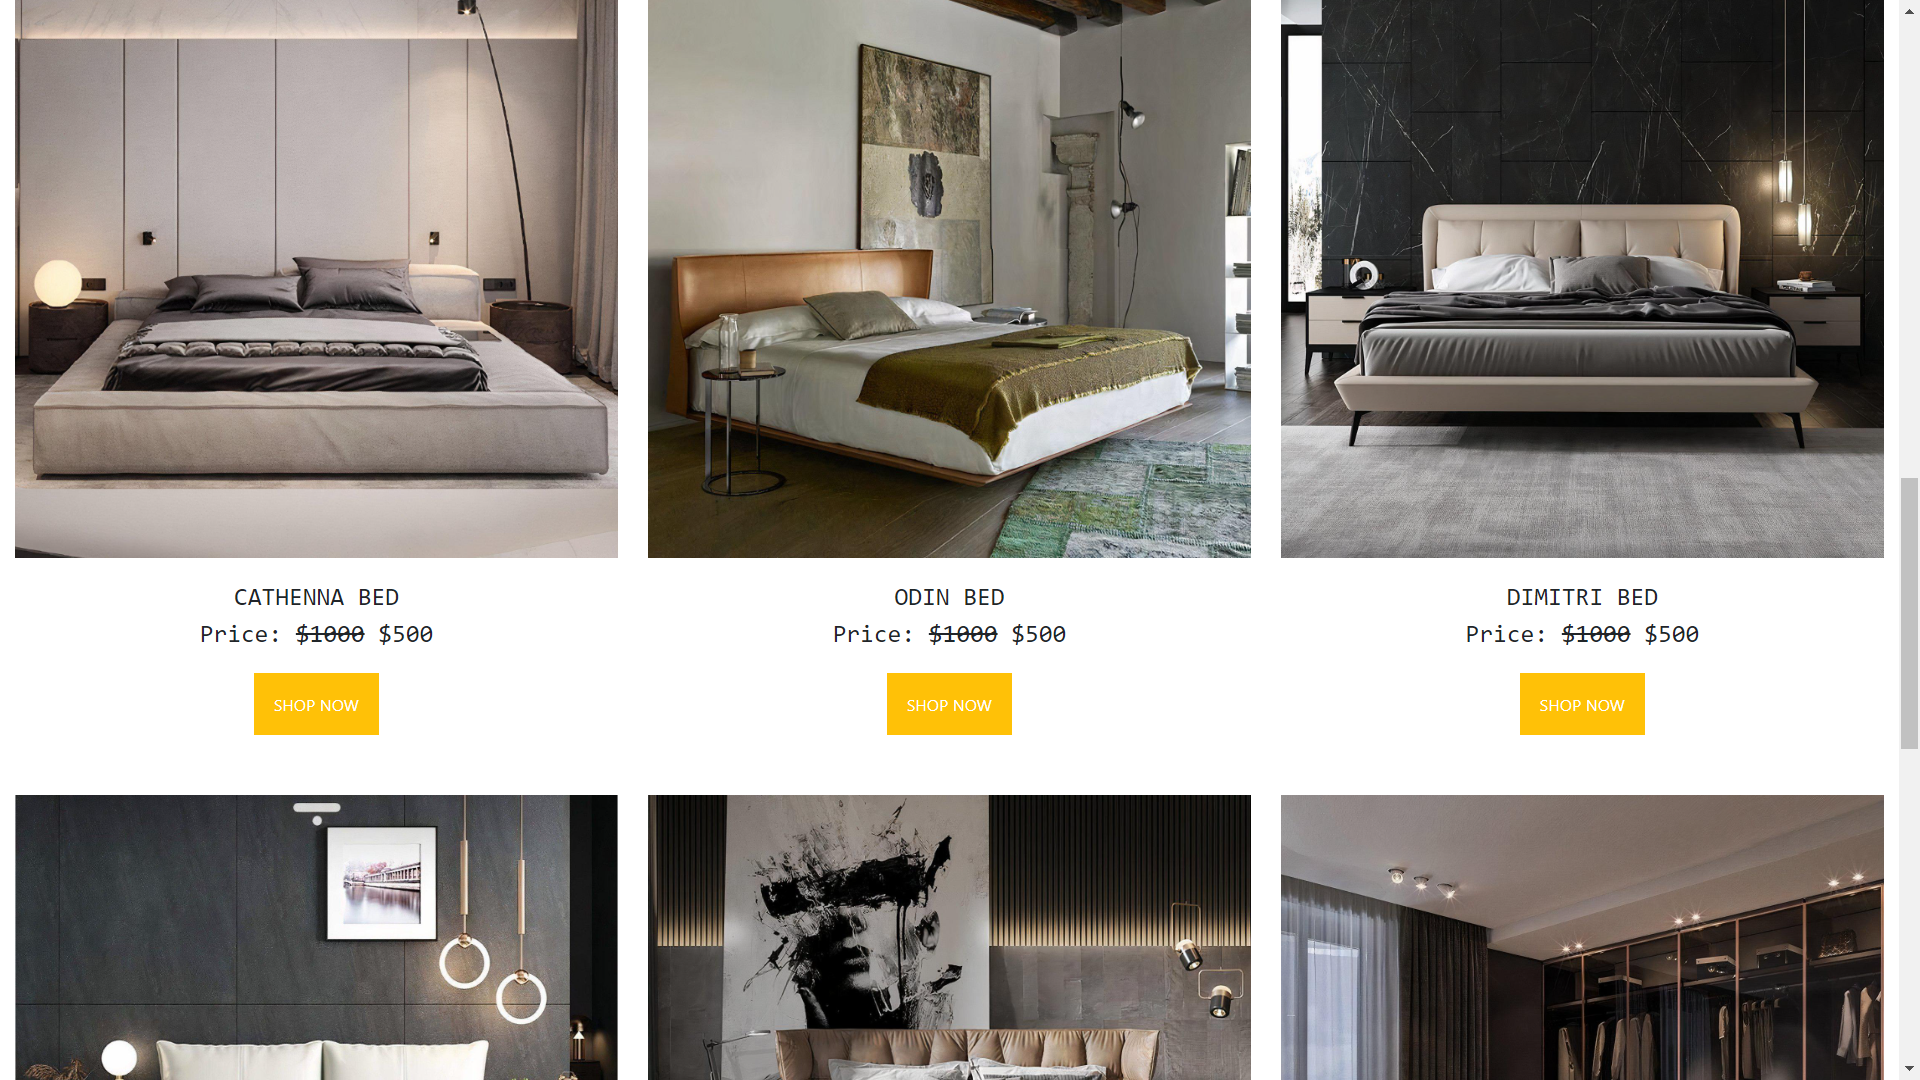 CATHENNA BED
Price: $1000 $500
SHOP NOW
ODIN BED
Price: $1000 $500
SHOP NOW
DIMITRI BED
Price: $1000 $500
SHOP NOW